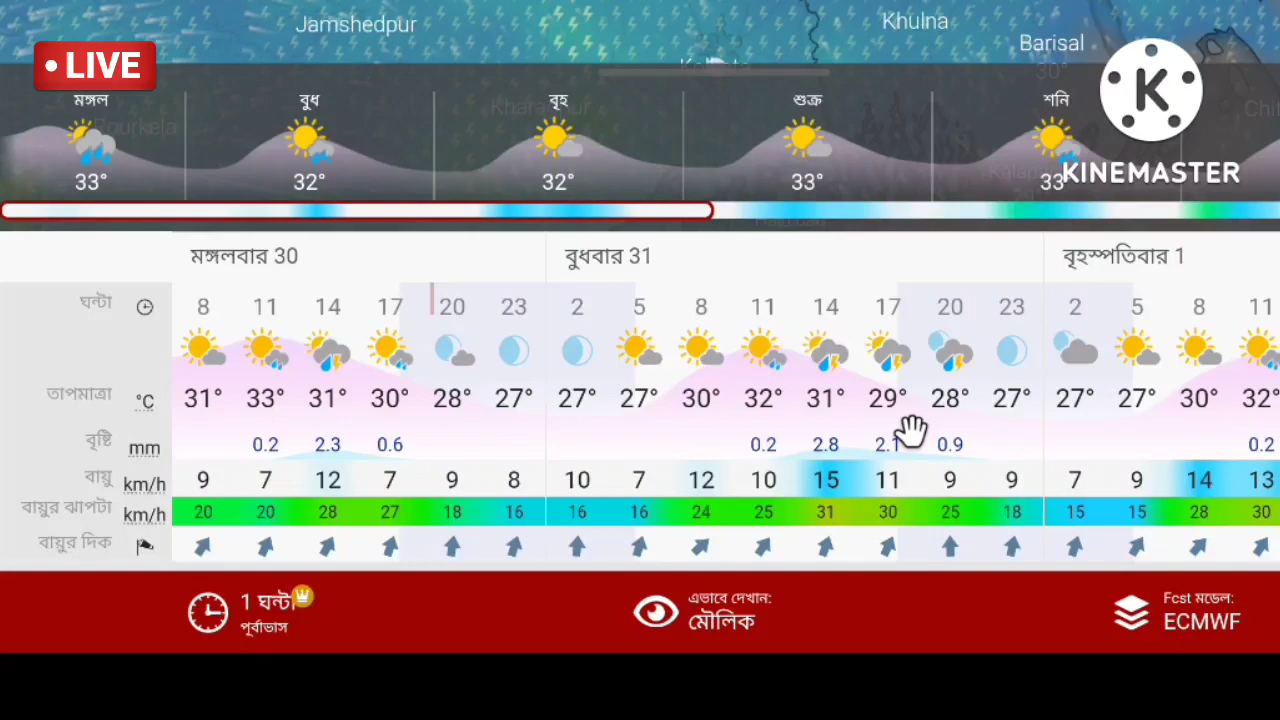 Jamshedpur
Khulna
Barisal
• LIVE
Kolkata
30°
মঙ্গল বুধ বৃহ শুক্র শনি
Kharagpur
Rourkela
33° 32° 32° 33° 33
K
KINEMASTER
মঙ্গলবার 30 বুধবার 31 বৃহস্পতিবার 1
ঘন্টা 8 11 14 17 20 23 2 5 8 11 14 17 20 23 2 5 8 11
তাপমাত্রা °C 31° 33° 31° 30° 28° 27° 27° 27° 30° 32° 31° 29° 28° 27° 27° 27° 30° 32°
বৃষ্টি mm 0.2 2.3 0.6 0.2 2.8 2.1 0.9 0.2
বায়ু km/h 9 7 12 7 9 8 10 7 12 10 15 11 9 9 7 9 14 13
বায়ুর ঝাপটা km/h 20 20 28 27 18 16 16 16 24 25 31 30 25 18 15 15 28 30
বায়ুর দিক
1 ঘন্টা
পূর্বাভাস
এভাবে দেখান:
মৌলিক
Fcst মডেল:
ECMWF